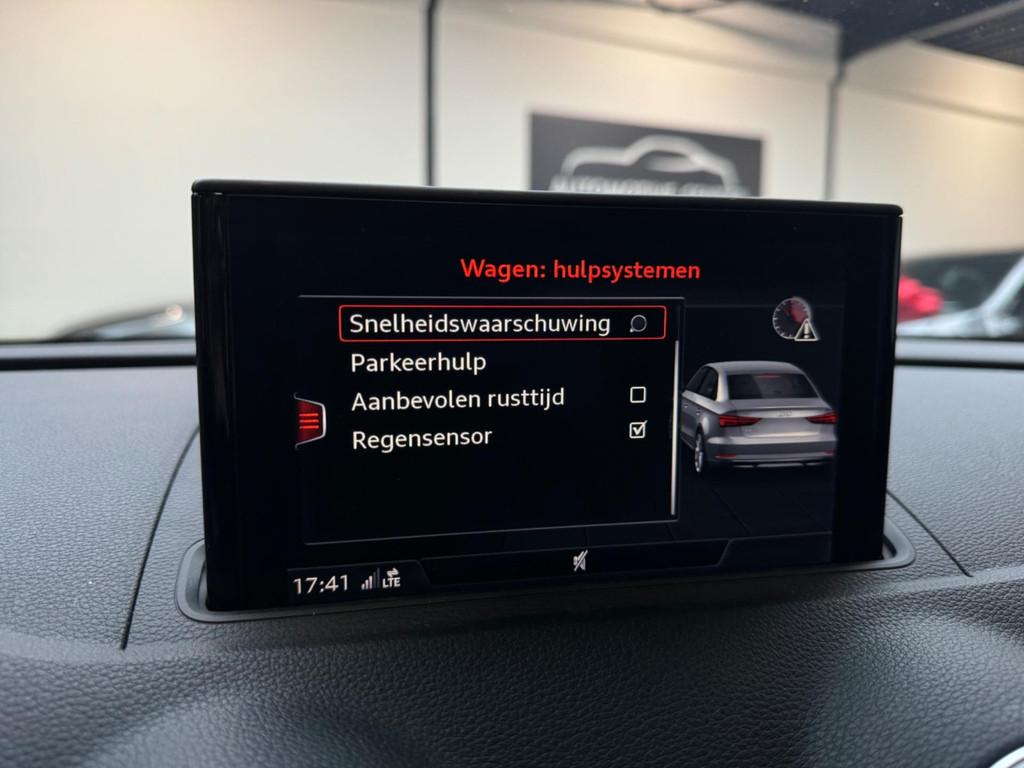 Wagen: hulpsystemen
Snelheidswaarschuwing
Parkeerhulp
Aanbevolen rusttijd
Regensensor
17:41 LTE